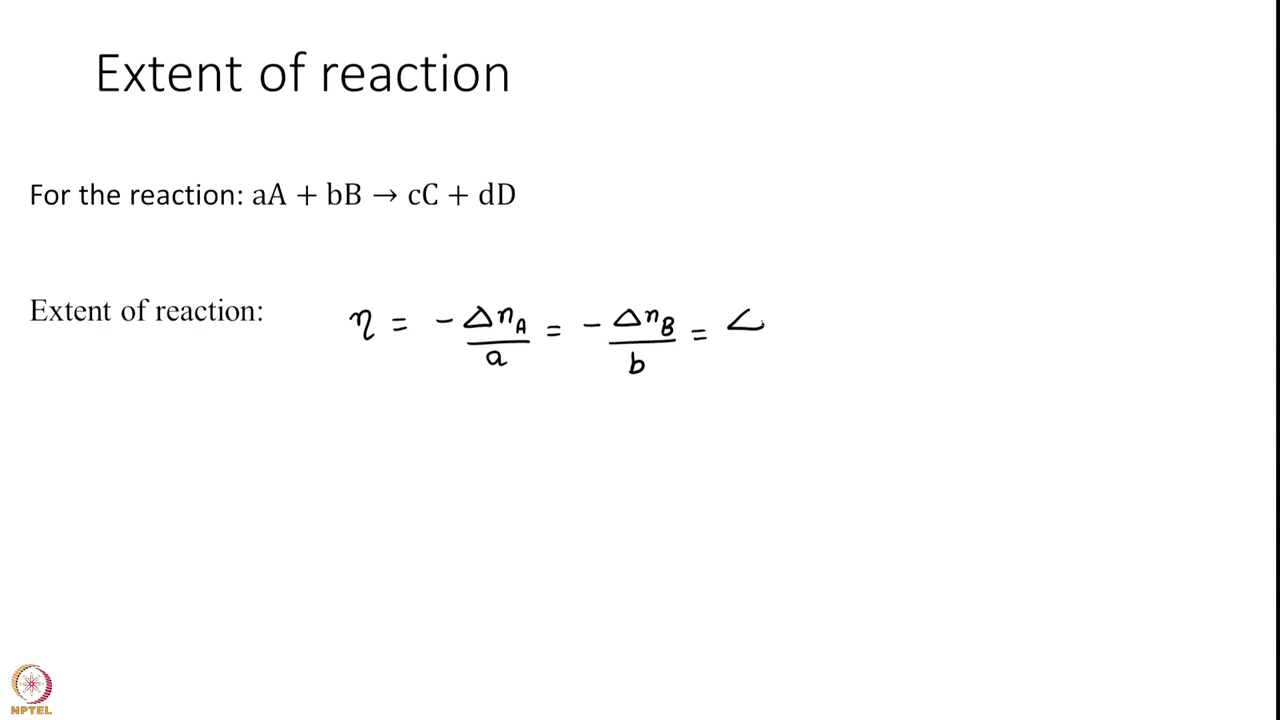 Extent of reaction
For the reaction: aA + bB → cC + dD
Extent of reaction: η = - Δn_A / a = - Δn_B / b =
NPTEL